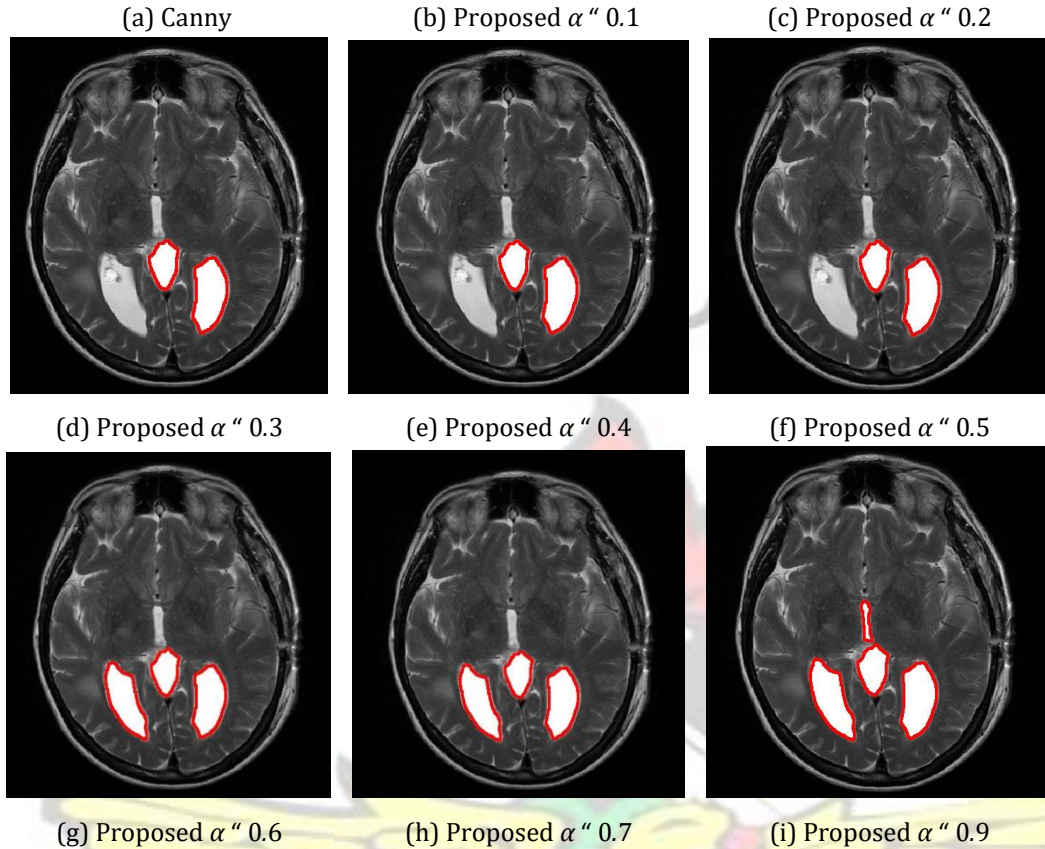 (a) Canny (b) Proposed α “ 0.1 (c) Proposed α “ 0.2
(d) Proposed α “ 0.3 (e) Proposed α “ 0.4 (f) Proposed α “ 0.5
(g) Proposed α “ 0.6 (h) Proposed α “ 0.7 (i) Proposed α “ 0.9